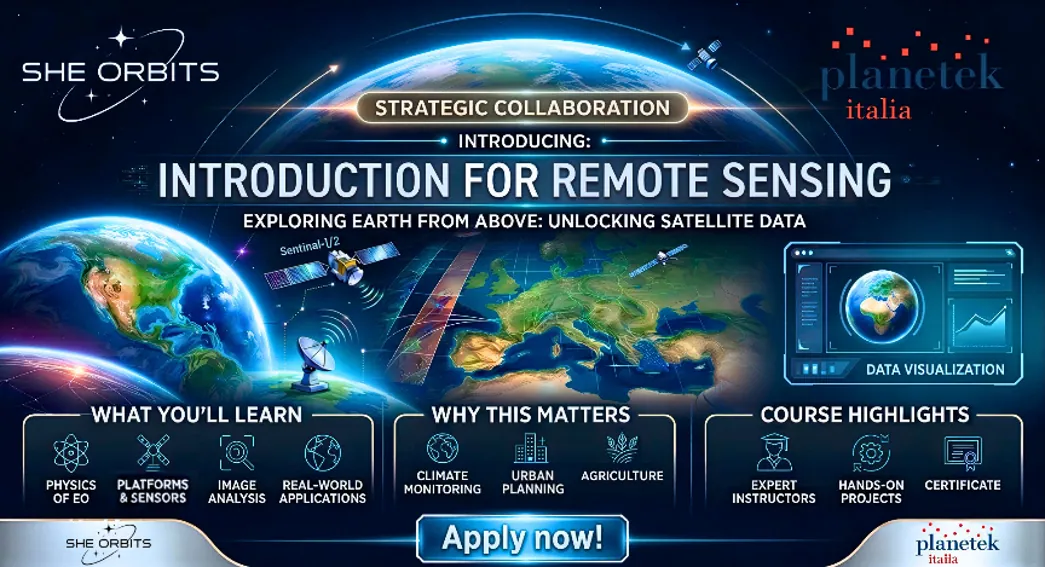 SHE ORBITS
planetek
italia
STRATEGIC COLLABORATION
INTRODUCING:
INTRODUCTION FOR REMOTE SENSING
EXPLORING EARTH FROM ABOVE: UNLOCKING SATELLITE DATA
Sentinal-1/2
DATA VISUALIZATION
WHAT YOU'LL LEARN
PHYSICS
OF EO
PLATFORMS
& SENSORS
IMAGE
ANALYSIS
REAL-WORLD
APPLICATIONS
WHY THIS MATTERS
CLIMATE
MONITORING
URBAN
PLANNING
AGRICULTURE
COURSE HIGHLIGHTS
EXPERT
INSTRUCTORS
HANDS-ON
PROJECTS
CERTIFICATE
SHE ORBITS
Apply now!
planetek
italia